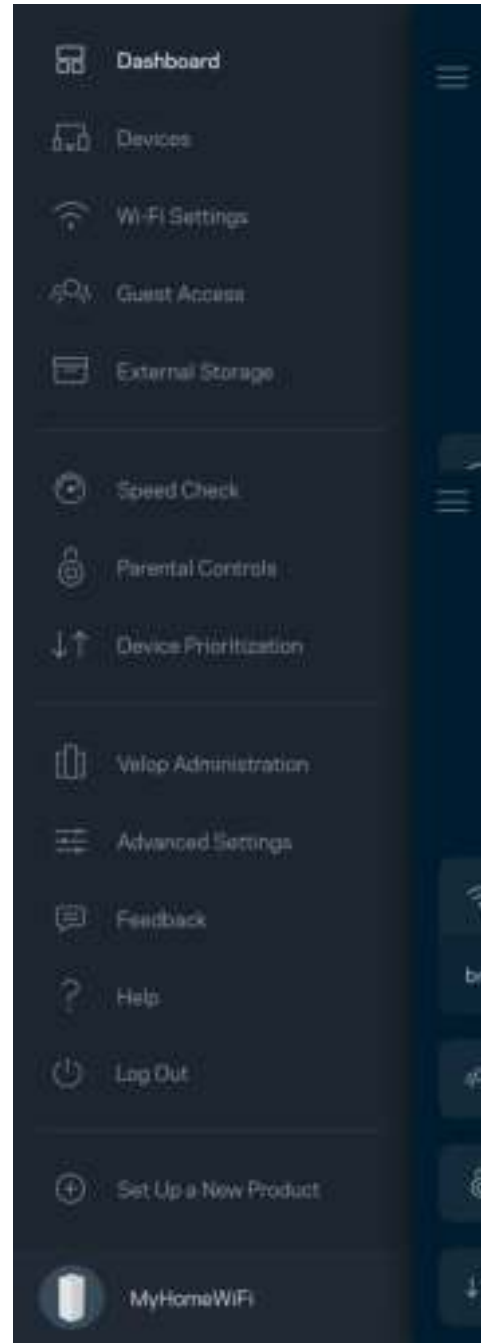 Dashboard
Devices
Wi-Fi Settings
Guest Access
External Storage
Speed Check
Parental Controls
Device Prioritization
Velop Administration
Advanced Settings
Feedback
Help
Log Out
Set Up a New Product
MyHomeWiFi